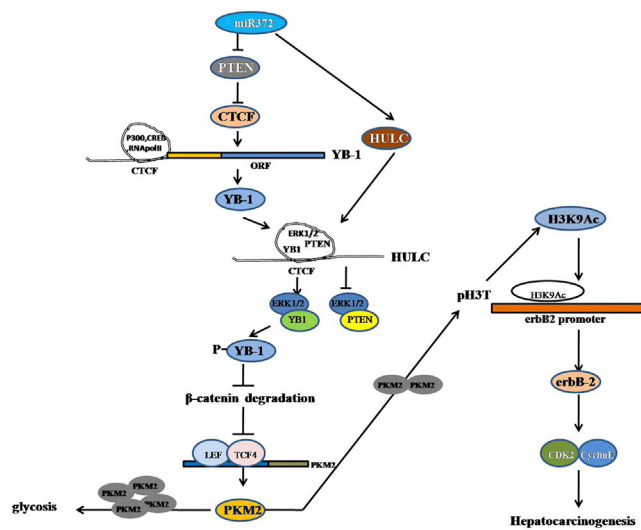 miR372
PTEN
CTCF
P300,CREB
,RNApolII
CTCF
ORF
YB-1
HULC
YB-1
ERK1/2
YB1
PTEN
CTCF
HULC
H3K9Ac
pH3T
H3K9Ac
erbB2 promoter
ERK1/2
YB1
ERK1/2
PTEN
P-
YB-1
PKM2
PKM2
erbB-2
β-catenin degradation
LEF
TCF4
PKM2
CDK2
CyclinE
glycosis
PKM2
PKM2
PKM2
PKM2
PKM2
Hepatocarcinogenesis